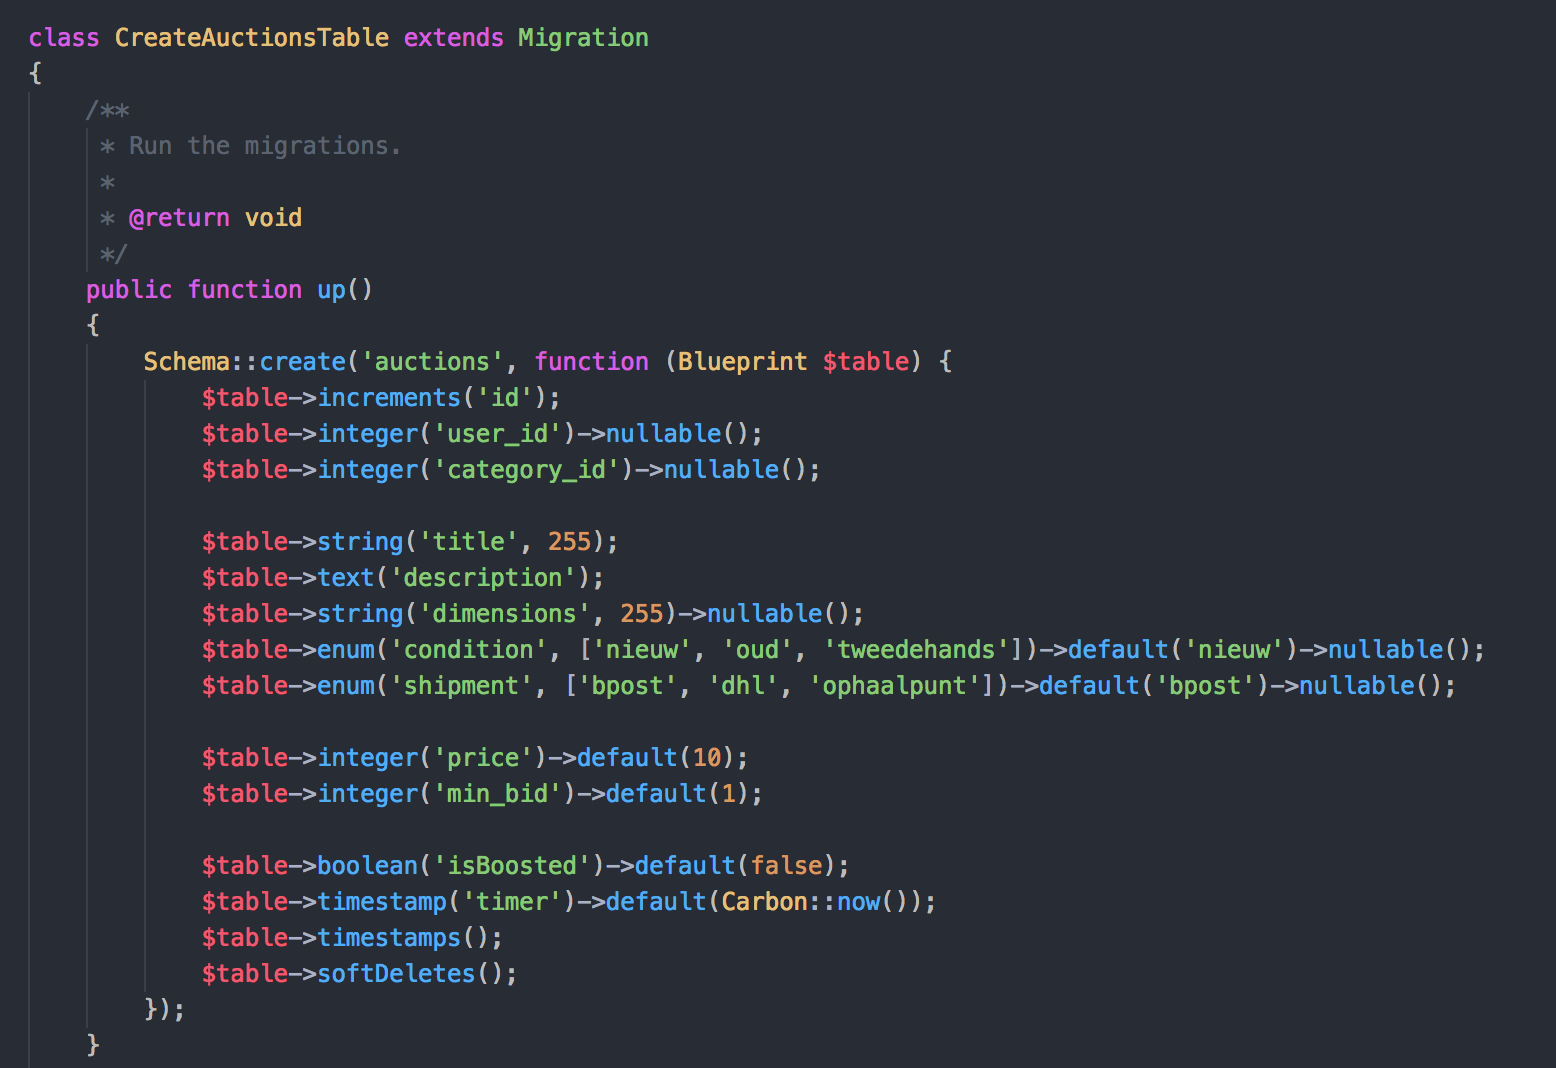 class CreateAuctionsTable extends Migration
{
    /**
     * Run the migrations.
     *
     * @return void
     */
    public function up()
    {
        Schema::create('auctions', function (Blueprint $table) {
            $table->increments('id');
            $table->integer('user_id')->nullable();
            $table->integer('category_id')->nullable();

            $table->string('title', 255);
            $table->text('description');
            $table->string('dimensions', 255)->nullable();
            $table->enum('condition', ['nieuw', 'oud', 'tweedehands'])->default('nieuw')->nullable();
            $table->enum('shipment', ['bpost', 'dhl', 'ophaalpunt'])->default('bpost')->nullable();

            $table->integer('price')->default(10);
            $table->integer('min_bid')->default(1);

            $table->boolean('isBoosted')->default(false);
            $table->timestamp('timer')->default(Carbon::now());
            $table->timestamps();
            $table->softDeletes();
        });
    }